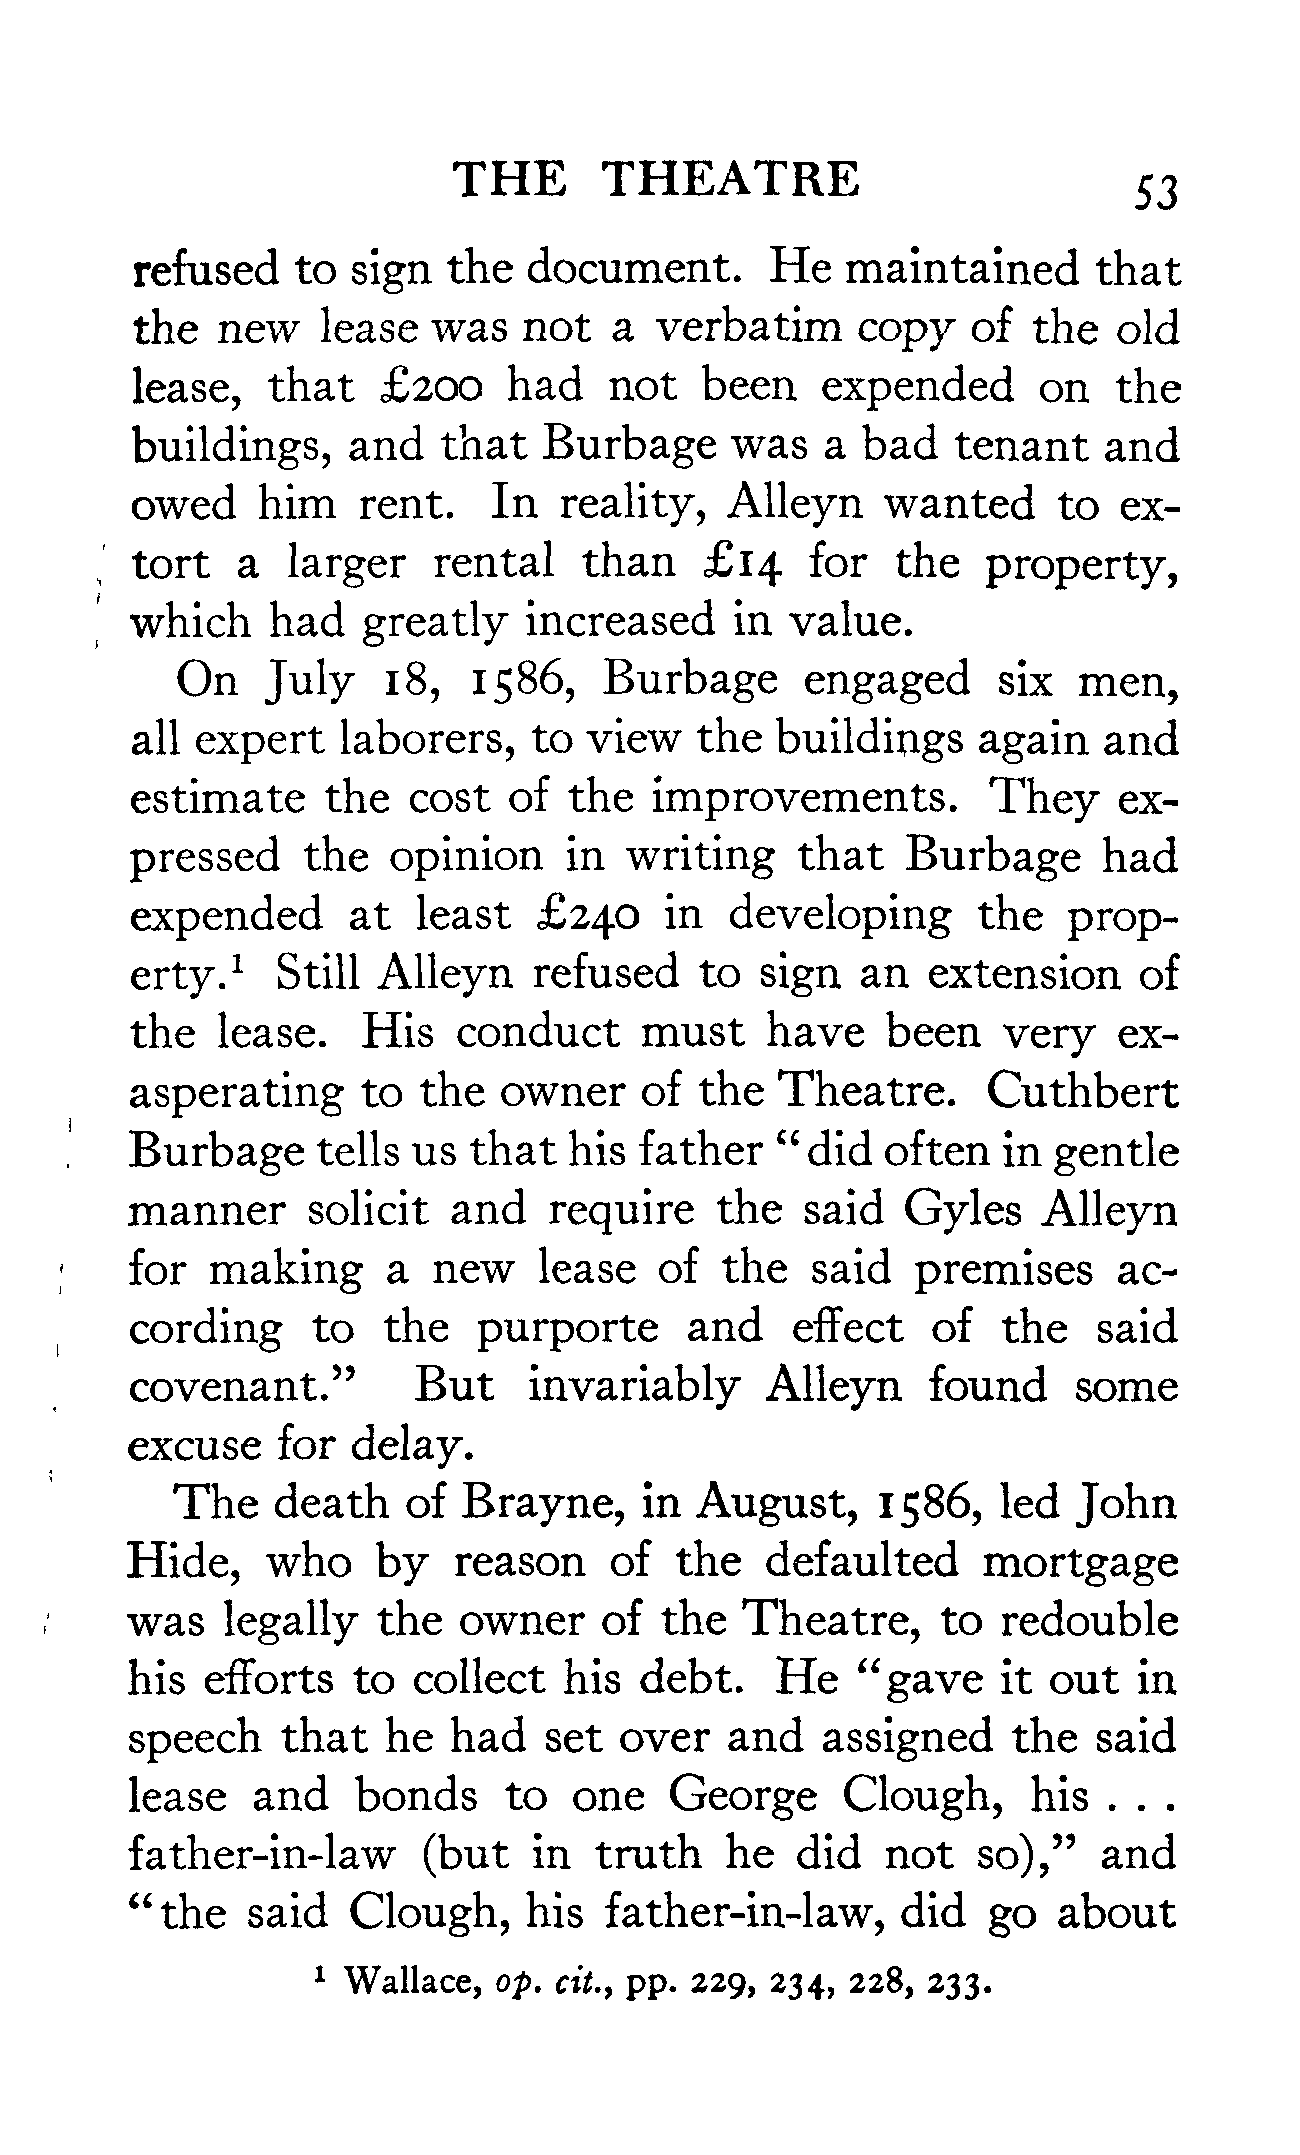 THE THEATRE 53
refused to sign the document. He maintained that
the new lease was not a verbatim copy of the old
lease, that £200 had not been expended on the
buildings, and that Burbage was a bad tenant and
owed him rent. In reality, Alleyn wanted to ex-
tort a larger rental than £14 for the property,
which had greatly increased in value.
On July 18, 1586, Burbage engaged six men,
all expert laborers, to view the buildings again and
estimate the cost of the improvements. They ex-
pressed the opinion in writing that Burbage had
expended at least £240 in developing the prop-
erty.¹ Still Alleyn refused to sign an extension of
the lease. His conduct must have been very ex-
asperating to the owner of the Theatre. Cuthbert
Burbage tells us that his father “did often in gentle
manner solicit and require the said Gyles Alleyn
for making a new lease of the said premises ac-
cording to the purporte and effect of the said
covenant.” But invariably Alleyn found some
excuse for delay.
The death of Brayne, in August, 1586, led John
Hide, who by reason of the defaulted mortgage
was legally the owner of the Theatre, to redouble
his efforts to collect his debt. He “gave it out in
speech that he had set over and assigned the said
lease and bonds to one George Clough, his . . .
father-in-law (but in truth he did not so),” and
“the said Clough, his father-in-law, did go about
¹ Wallace, op. cit., pp. 229, 234, 228, 233.